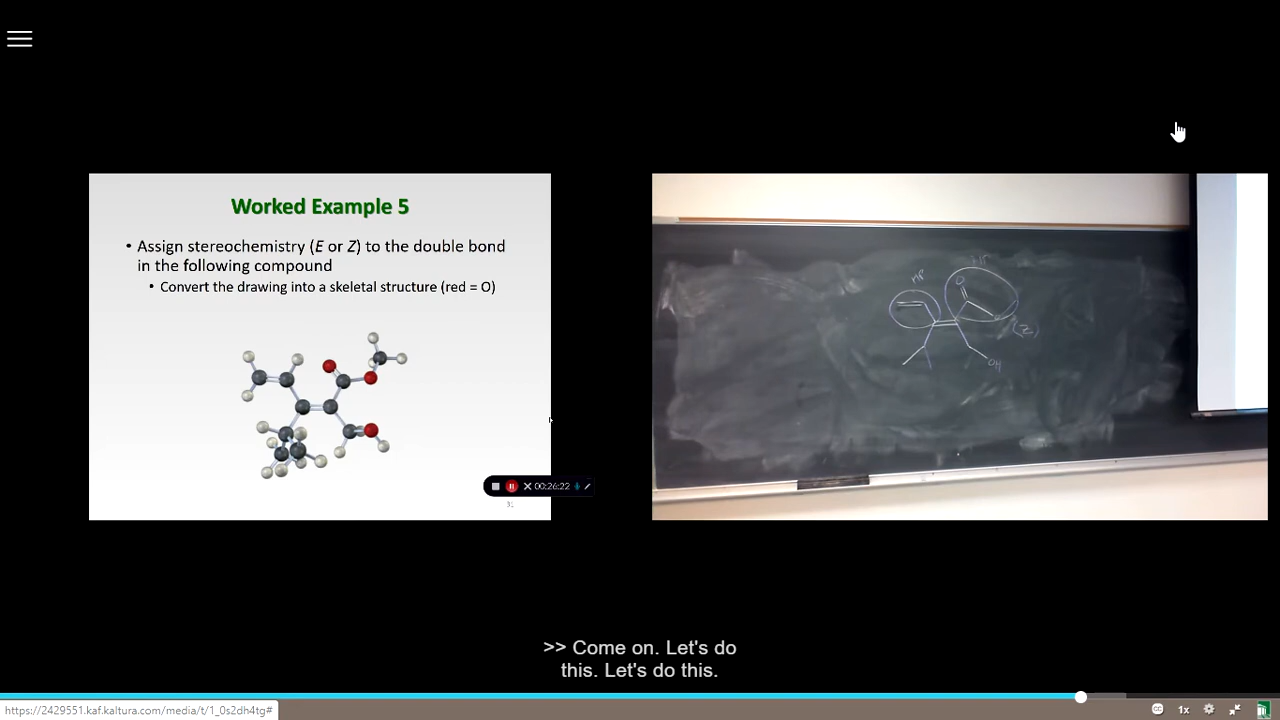 Worked Example 5
• Assign stereochemistry (E or Z) to the double bond
in the following compound
• Convert the drawing into a skeletal structure (red = O)
00:26:22
31
O
(Z)
OH
>> Come on. Let's do
this. Let's do this.
https://2429551.kaf.kaltura.com/media/t/1_0s2dh4tg#
CC
1x